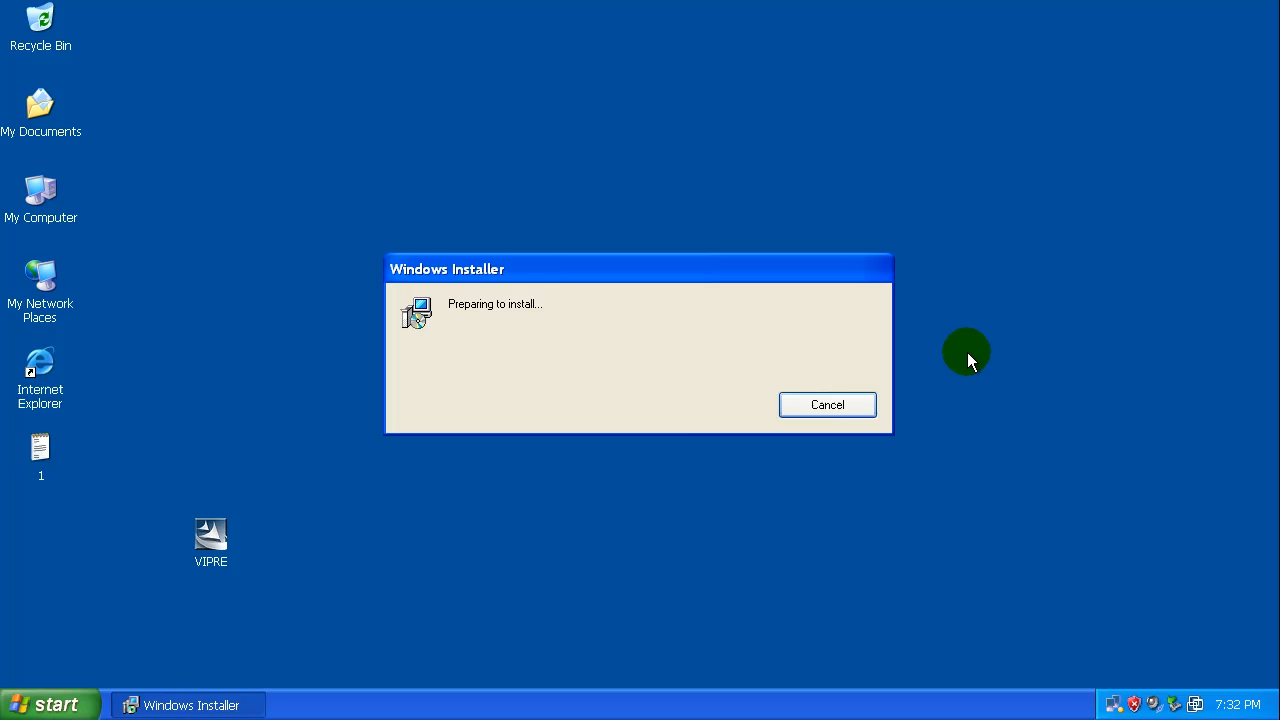 Recycle Bin
My Documents
My Computer
My Network
Places
Internet
Explorer
1
VIPRE
Windows Installer
Preparing to install...
Cancel
start
Windows Installer
7:32 PM